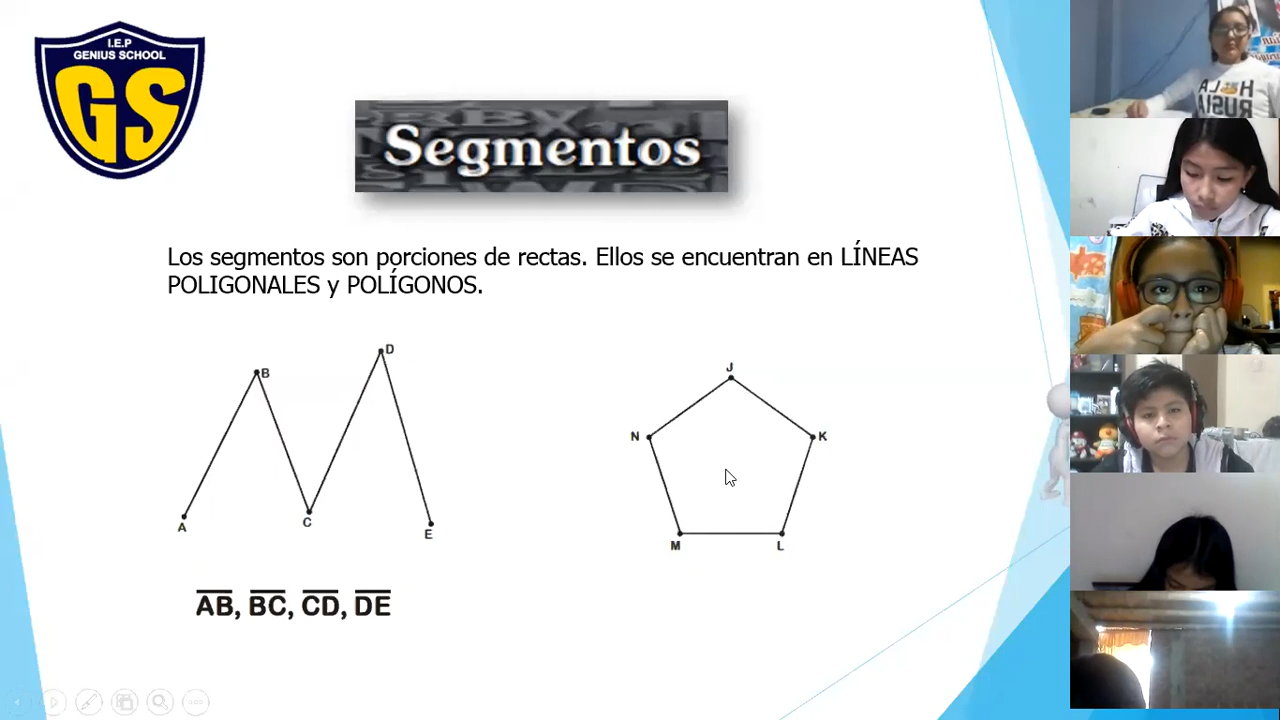 I.E.P
GENIUS SCHOOL
GS
Segmentos
Los segmentos son porciones de rectas. Ellos se encuentran en LÍNEAS
POLIGONALES y POLÍGONOS.
D
B
A
C
E
J
N
K
M
L
AB, BC, CD, DE
HOLA
RUSIA